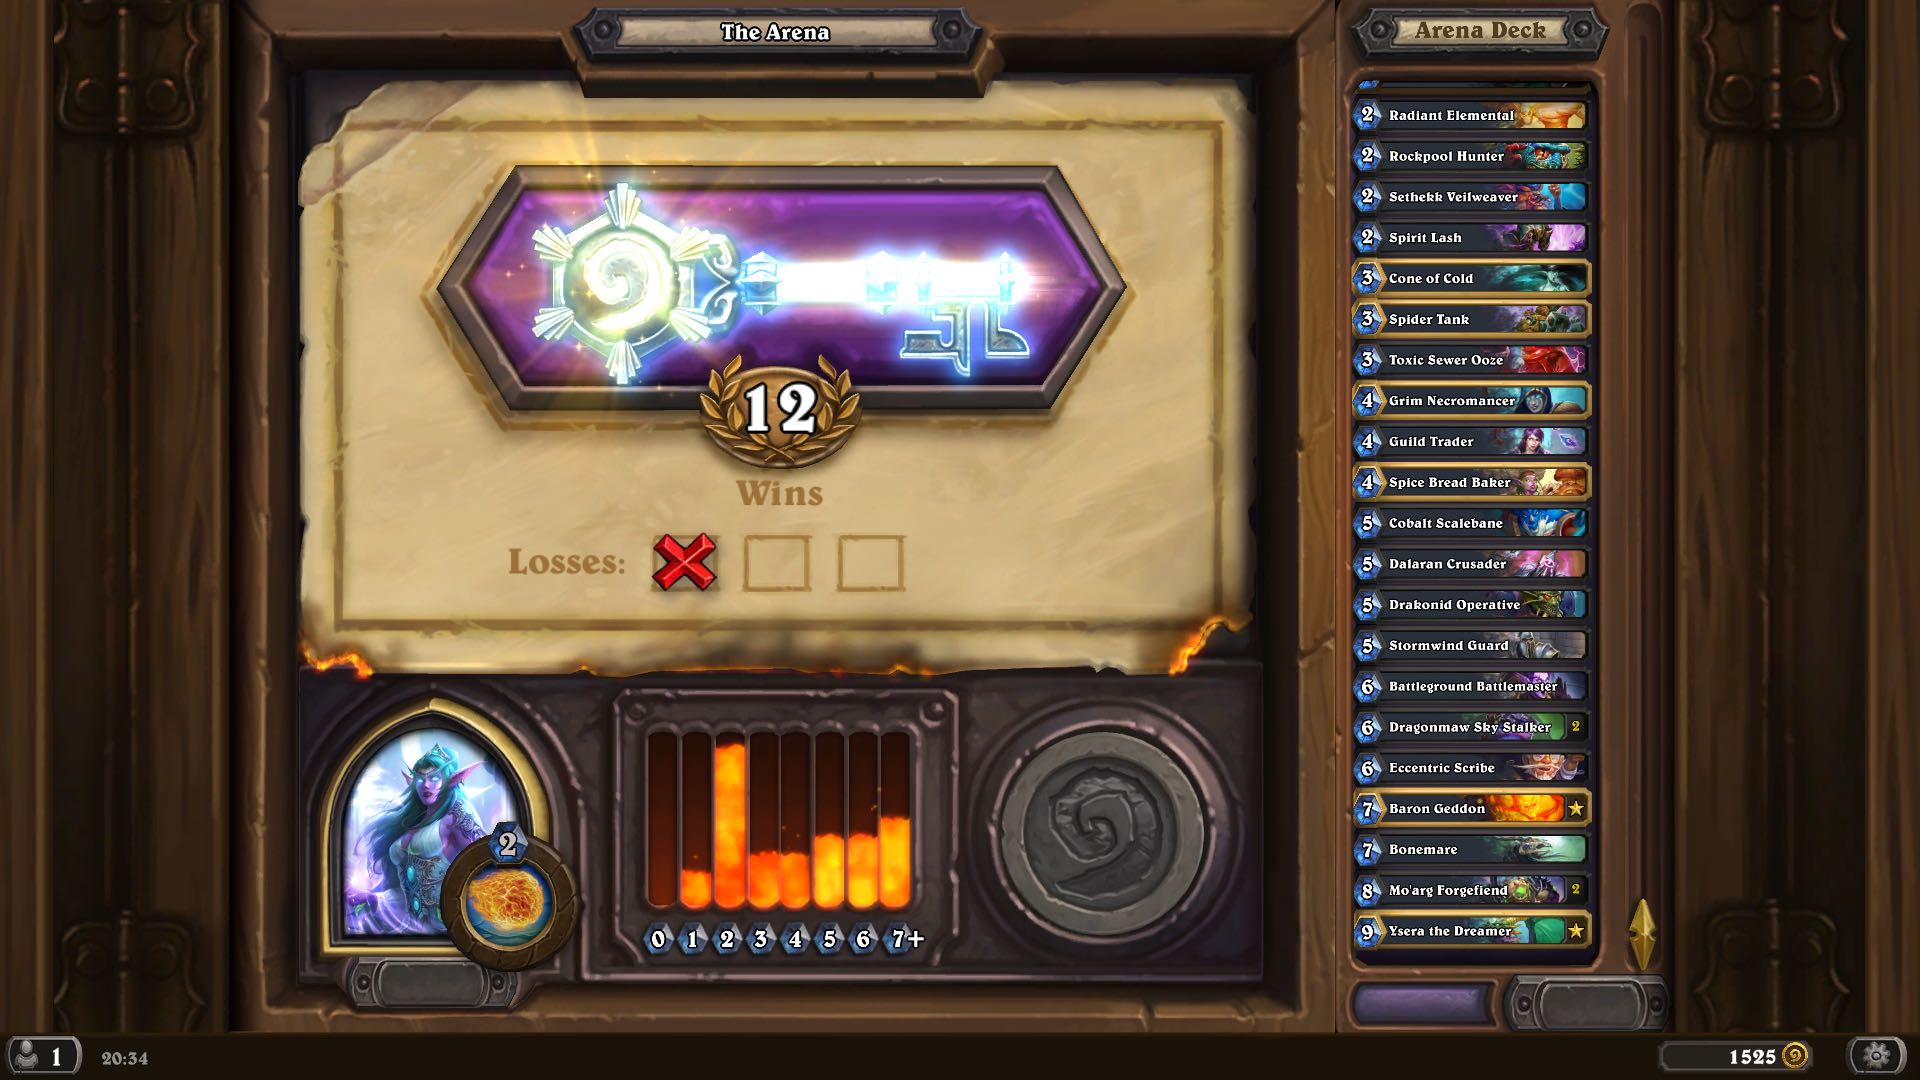 The Arena
12
Wins
Losses:
2
0 1 2 3 4 5 6 7+
Arena Deck
2 Radiant Elemental
2 Rockpool Hunter
2 Sethekk Veilweaver
2 Spirit Lash
3 Cone of Cold
3 Spider Tank
3 Toxic Sewer Ooze
4 Grim Necromancer
4 Guild Trader
4 Spice Bread Baker
5 Cobalt Scalebane
5 Dalaran Crusader
5 Drakonid Operative
5 Stormwind Guard
6 Battleground Battlemaster
6 Dragonmaw Sky Stalker 2
6 Eccentric Scribe
7 Baron Geddon
7 Bonemare
8 Mo'arg Forgefiend 2
9 Ysera the Dreamer
1 20:34
1525